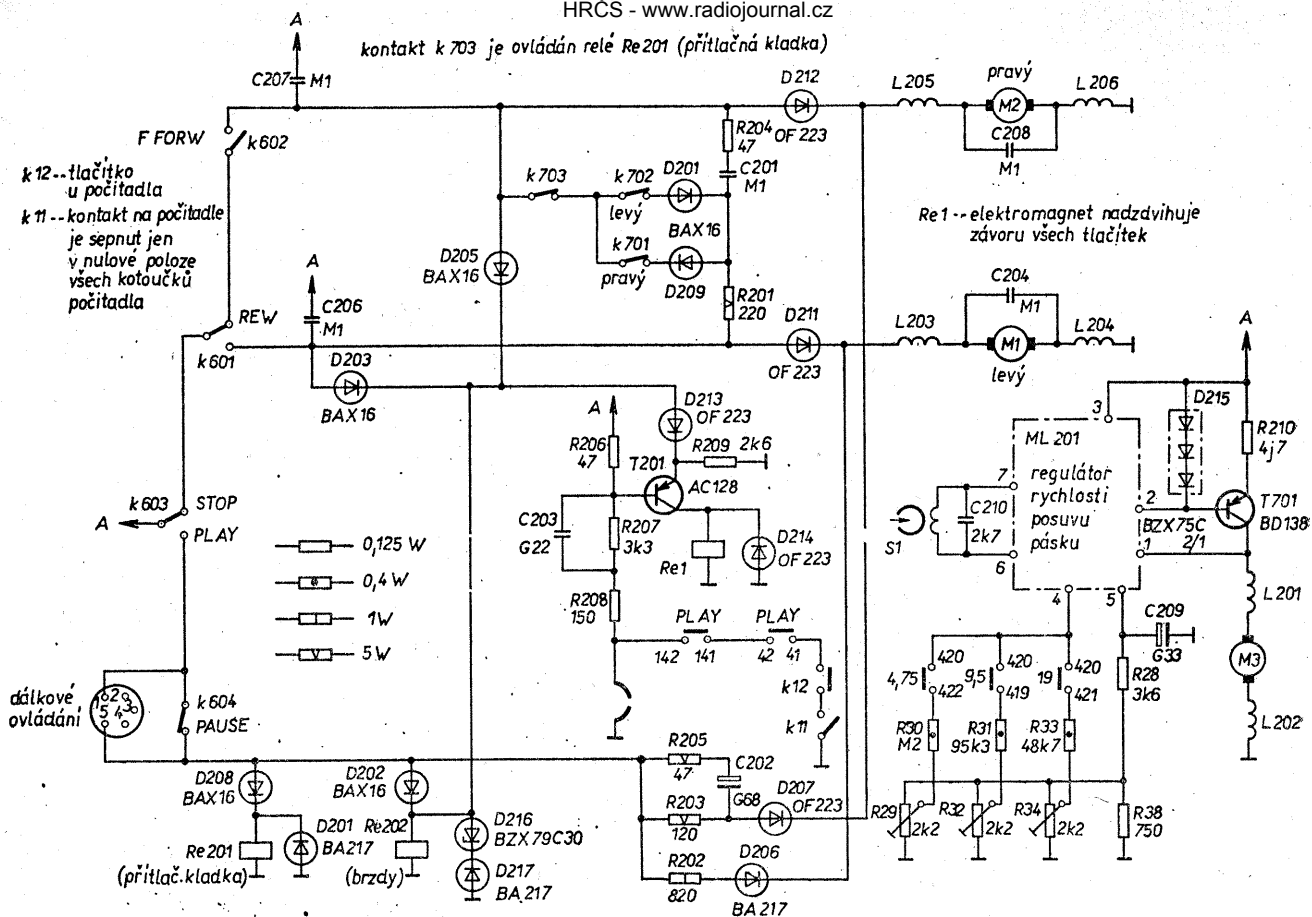 HRČS - www.radiojournal.cz
kontakt k 703 je ovládán relé Re201 (přítlačná kladka)
A
C207
M1
F FORW
k602
k12--tlačítko
u počitadla
k11--kontakt na počitadle
je sepnut jen
v nulové poloze
všech kotoučků
počitadla
D212
OF 223
L205
pravý
M2
L206
C208
M1
R204
47
C201
M1
k703
k702
levý
D201
BAX16
k701
pravý
D209
D205
BAX16
R201
220
Re1--elektromagnet nadzdvihuje
závoru všech tlačítek
C206
M1
REW
k601
D203
BAX16
D211
OF 223
L203
C204
M1
M1
levý
L204
A
A
D213
OF 223
R206
47
R209
2k6
T201
AC128
C203
G22
R207
3k3
Re1
D214
OF 223
R208
150
3
ML 201
regulátor
rychlosti
posuvu
pásku
7
6
2
1
4
5
D215
BZX75C
2/1
R210
4j7
T701
BD138
S1
C210
2k7
L201
M3
L202
A
k603
STOP
PLAY
0,125 W
0,4 W
1W
5 W
PLAY
142
141
PLAY
42
41
k12
k11
4,75
420
422
9,5
420
419
19
420
421
C209
G33
R28
3k6
R30
M2
R31
95k3
R33
48k7
R29
2k2
R32
2k2
R34
2k2
R38
750
dálkové
ovládání
1
2
3
4
5
k604
PAUSE
D208
BAX16
Re201
(přítlač.kladka)
D201
BA217
D202
BAX16
Re202
(brzdy)
D216
BZX79C30
D217
BA 217
R205
47
C202
G68
R203
120
D207
OF223
R202
820
D206
BA 217